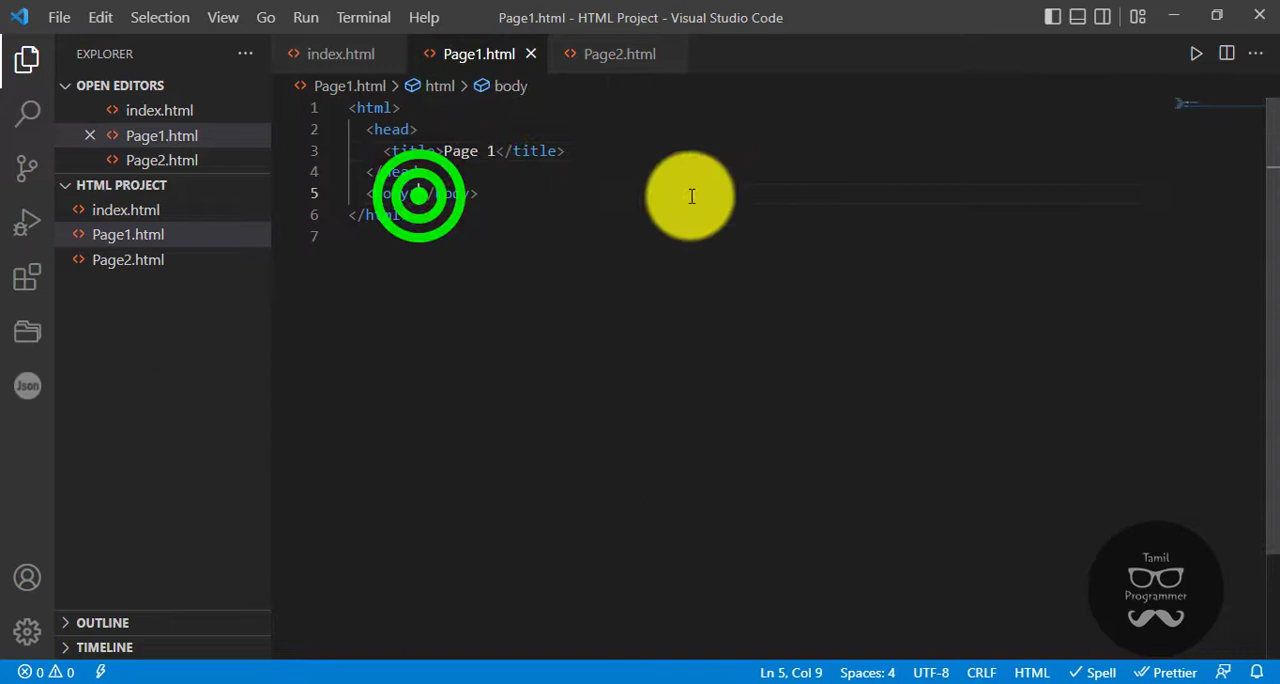 File Edit Selection View Go Run Terminal Help
Page1.html - HTML Project - Visual Studio Code
EXPLORER
OPEN EDITORS
index.html
Page1.html
Page2.html
HTML PROJECT
index.html
Page1.html
Page2.html
OUTLINE
TIMELINE
index.html Page1.html Page2.html
Page1.html > html > body
1 <html>
2 <head>
3 <title>Page 1</title>
4
5
6
7
Json
Tamil
Programmer
0 0 Ln 5, Col 9 Spaces: 4 UTF-8 CRLF HTML Spell Prettier